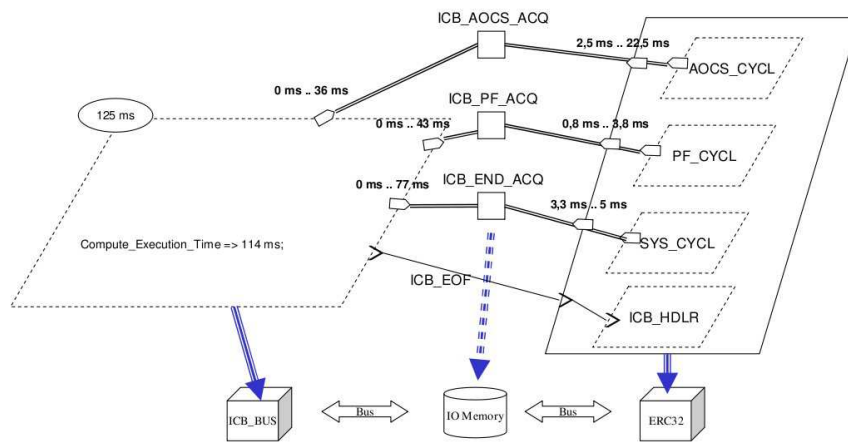 ICB_AOCS_ACQ
2,5 ms .. 22,5 ms
AOCS_CYCL
0 ms .. 36 ms
125 ms
ICB_PF_ACQ
0 ms .. 43 ms
0,8 ms .. 3,8 ms
PF_CYCL
ICB_END_ACQ
0 ms .. 77 ms
3,3 ms .. 5 ms
SYS_CYCL
Compute_Execution_Time => 114 ms;
ICB_EOF
ICB_HDLR
ICB_BUS
Bus
IO Memory
Bus
ERC32